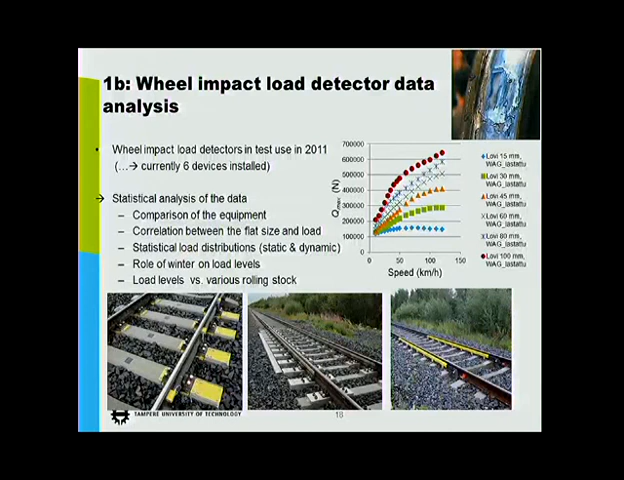 1b: Wheel impact load detector data
analysis
• Wheel impact load detectors in test use in 2011
(…→ currently 6 devices installed)
→ Statistical analysis of the data
– Comparison of the equipment
– Correlation between the flat size and load
– Statistical load distributions (static & dynamic)
– Role of winter on load levels
– Load levels vs. various rolling stock
700000
600000
500000
400000
300000
200000
100000
0
Qmax (N)
0 50 100 150
Speed (km/h)
Lovi 15 mm,
WAG_lastattu
Lovi 30 mm,
WAG_lastattu
Lovi 45 mm,
WAG_lastattu
Lovi 60 mm,
WAG_lastattu
Lovi 80 mm,
WAG_lastattu
Lovi 100 mm,
WAG_lastattu
TAMPERE UNIVERSITY OF TECHNOLOGY
18